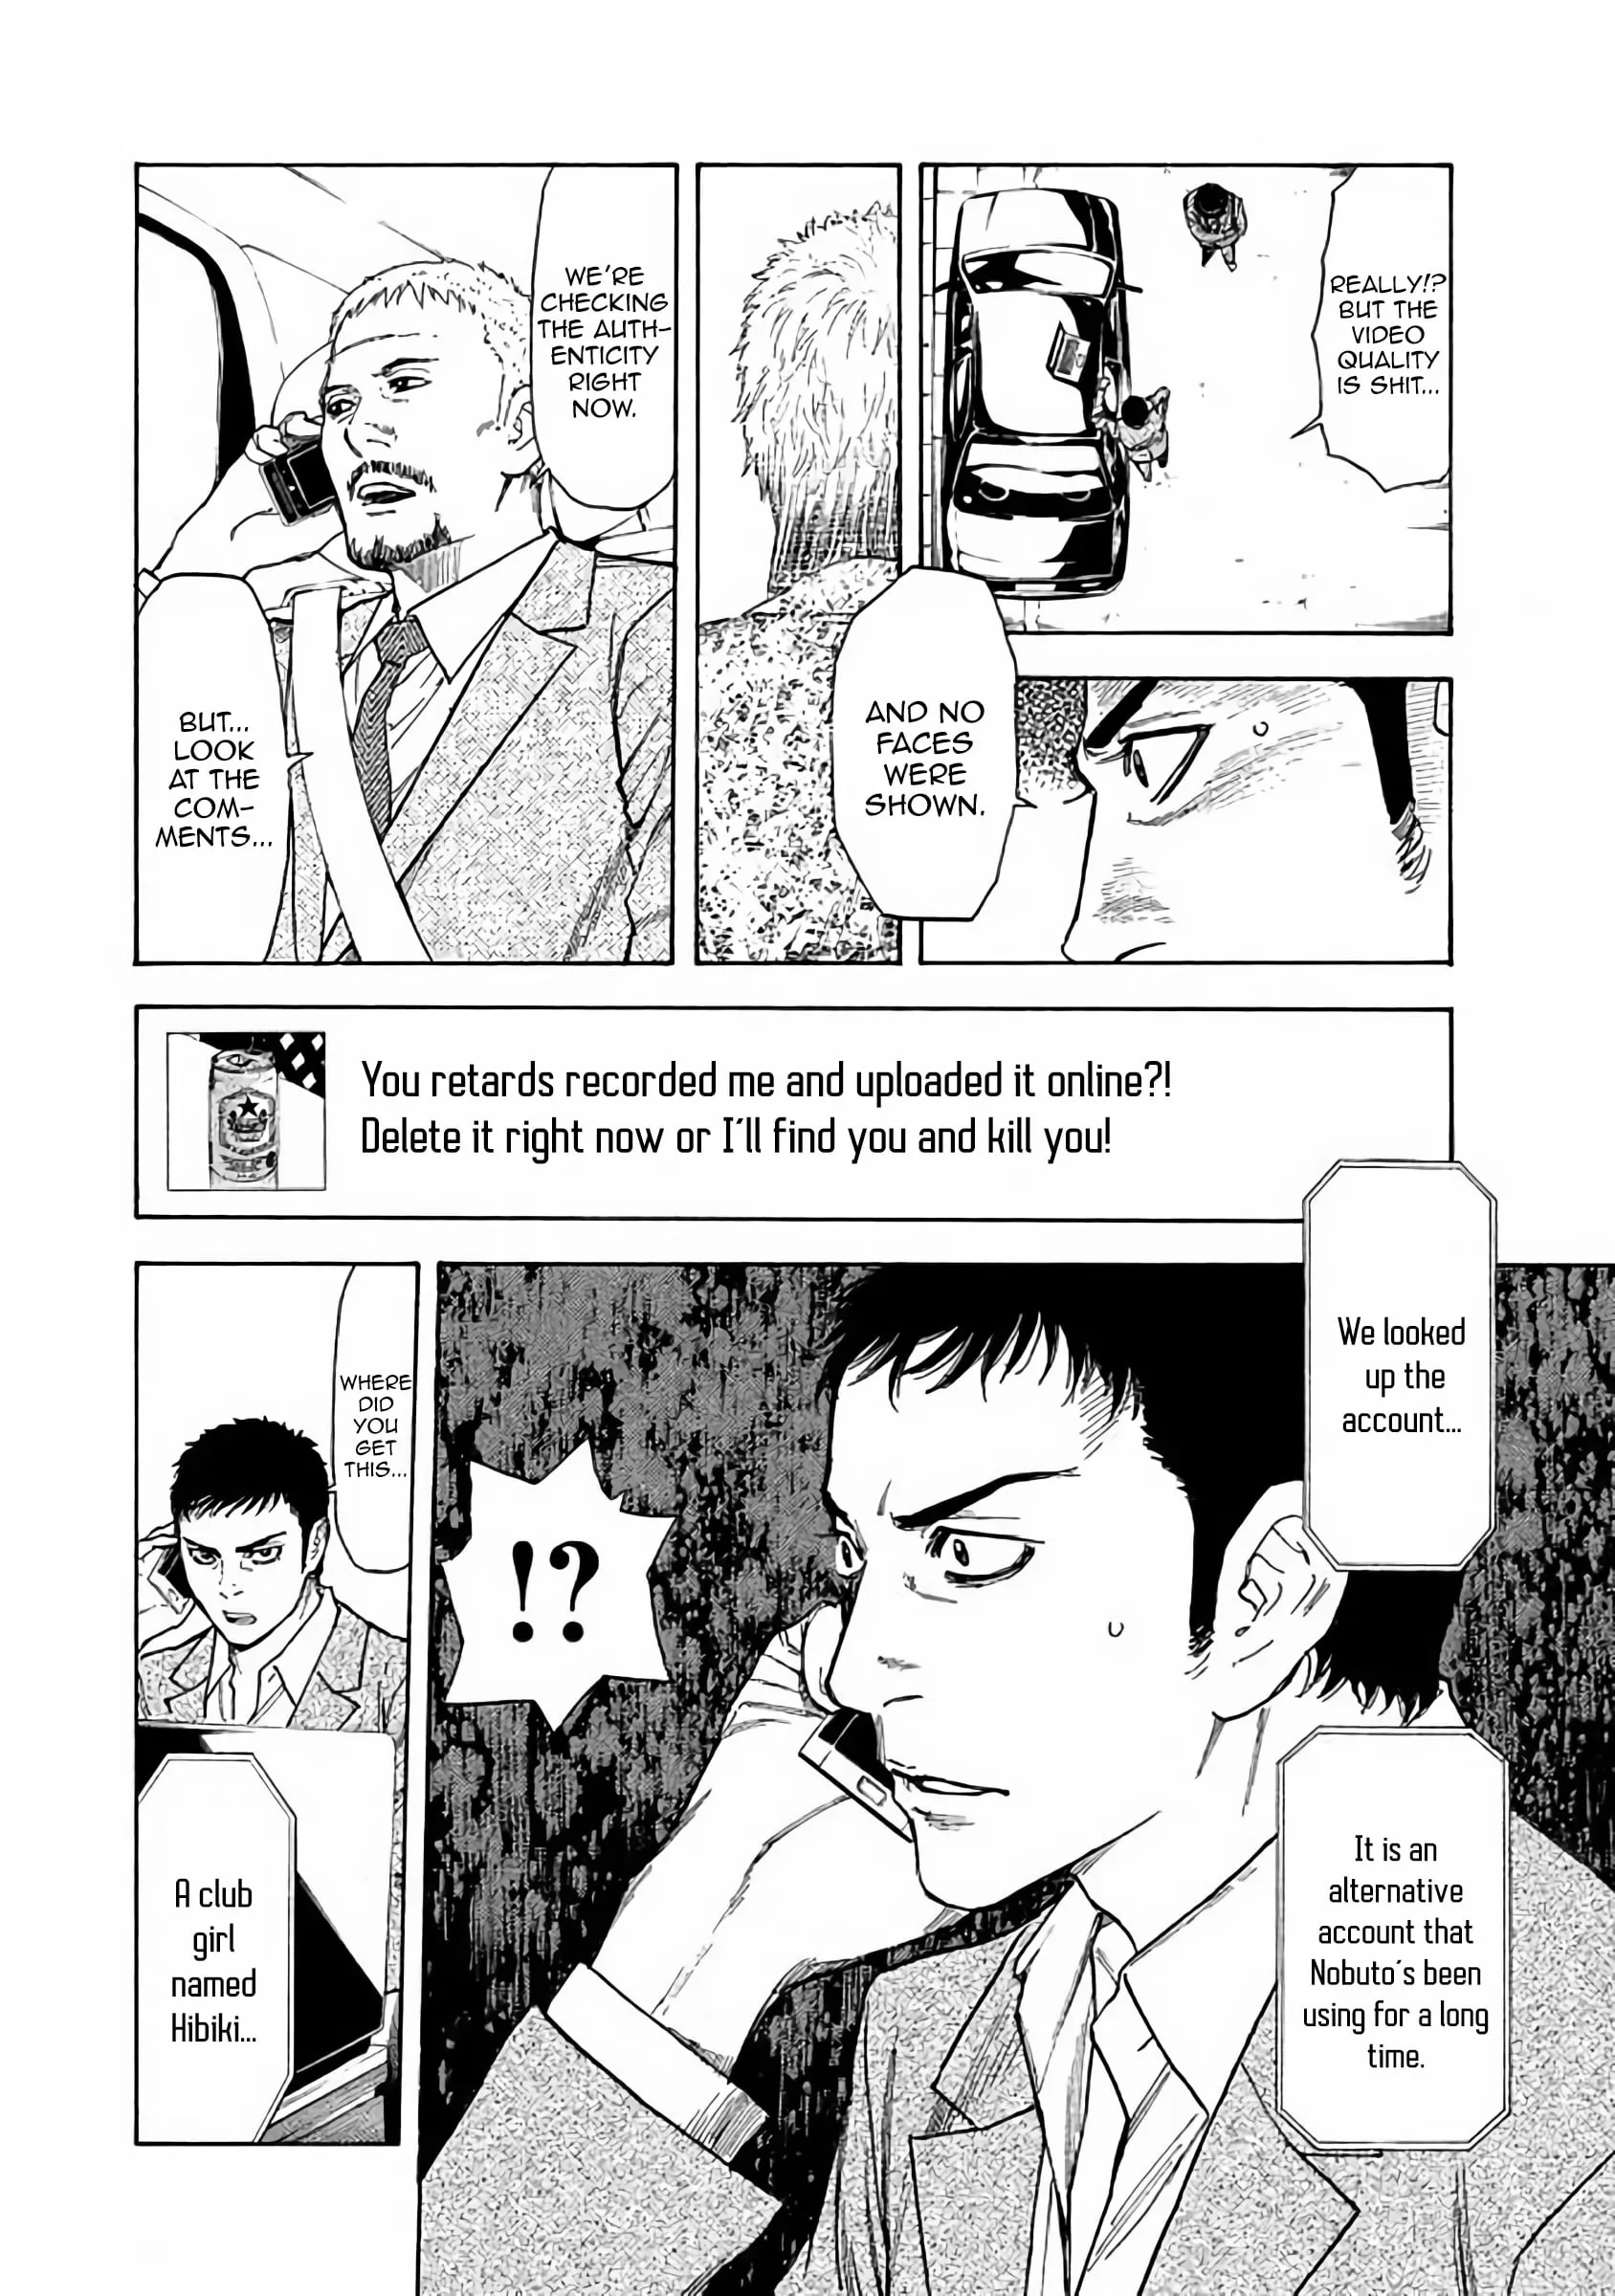 REALLY!?
BUT THE
VIDEO
QUALITY
IS SHIT...
AND NO
FACES
WERE
SHOWN.
WE'RE
CHECKING
THE AUTH-
ENTICITY
RIGHT
NOW.
BUT...
LOOK
AT THE
COM-
MENTS...
You retards recorded me and uploaded it online?!
Delete it right now or I'll find you and kill you!
We looked
up the
account...
It is an
alternative
account that
Nobuto's been
using for a long
time.
!?
WHERE
DID
YOU
GET
THIS...
A club
girl
named
Hibiki...